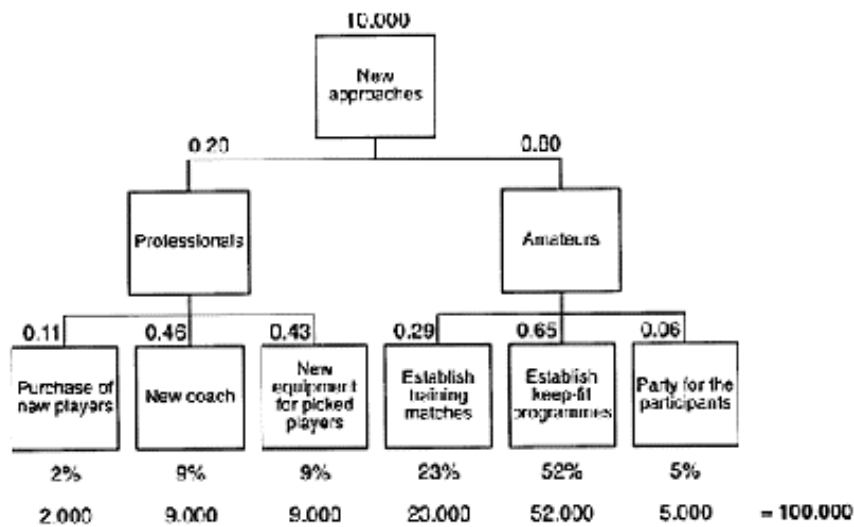 10.000
New
approaches
0.20
0.80
Professionals
Amateurs
0.11
0.46
0.43
0.29
0.65
0.06
Purchase of
new players
New coach
New
equipment
for picked
players
Establish
training
matches
Establish
keep-fit
programmes
Party for the
participants
2%
9%
9%
23%
52%
5%
2.000
9.000
9.000
23.000
52.000
5.000
= 100.000